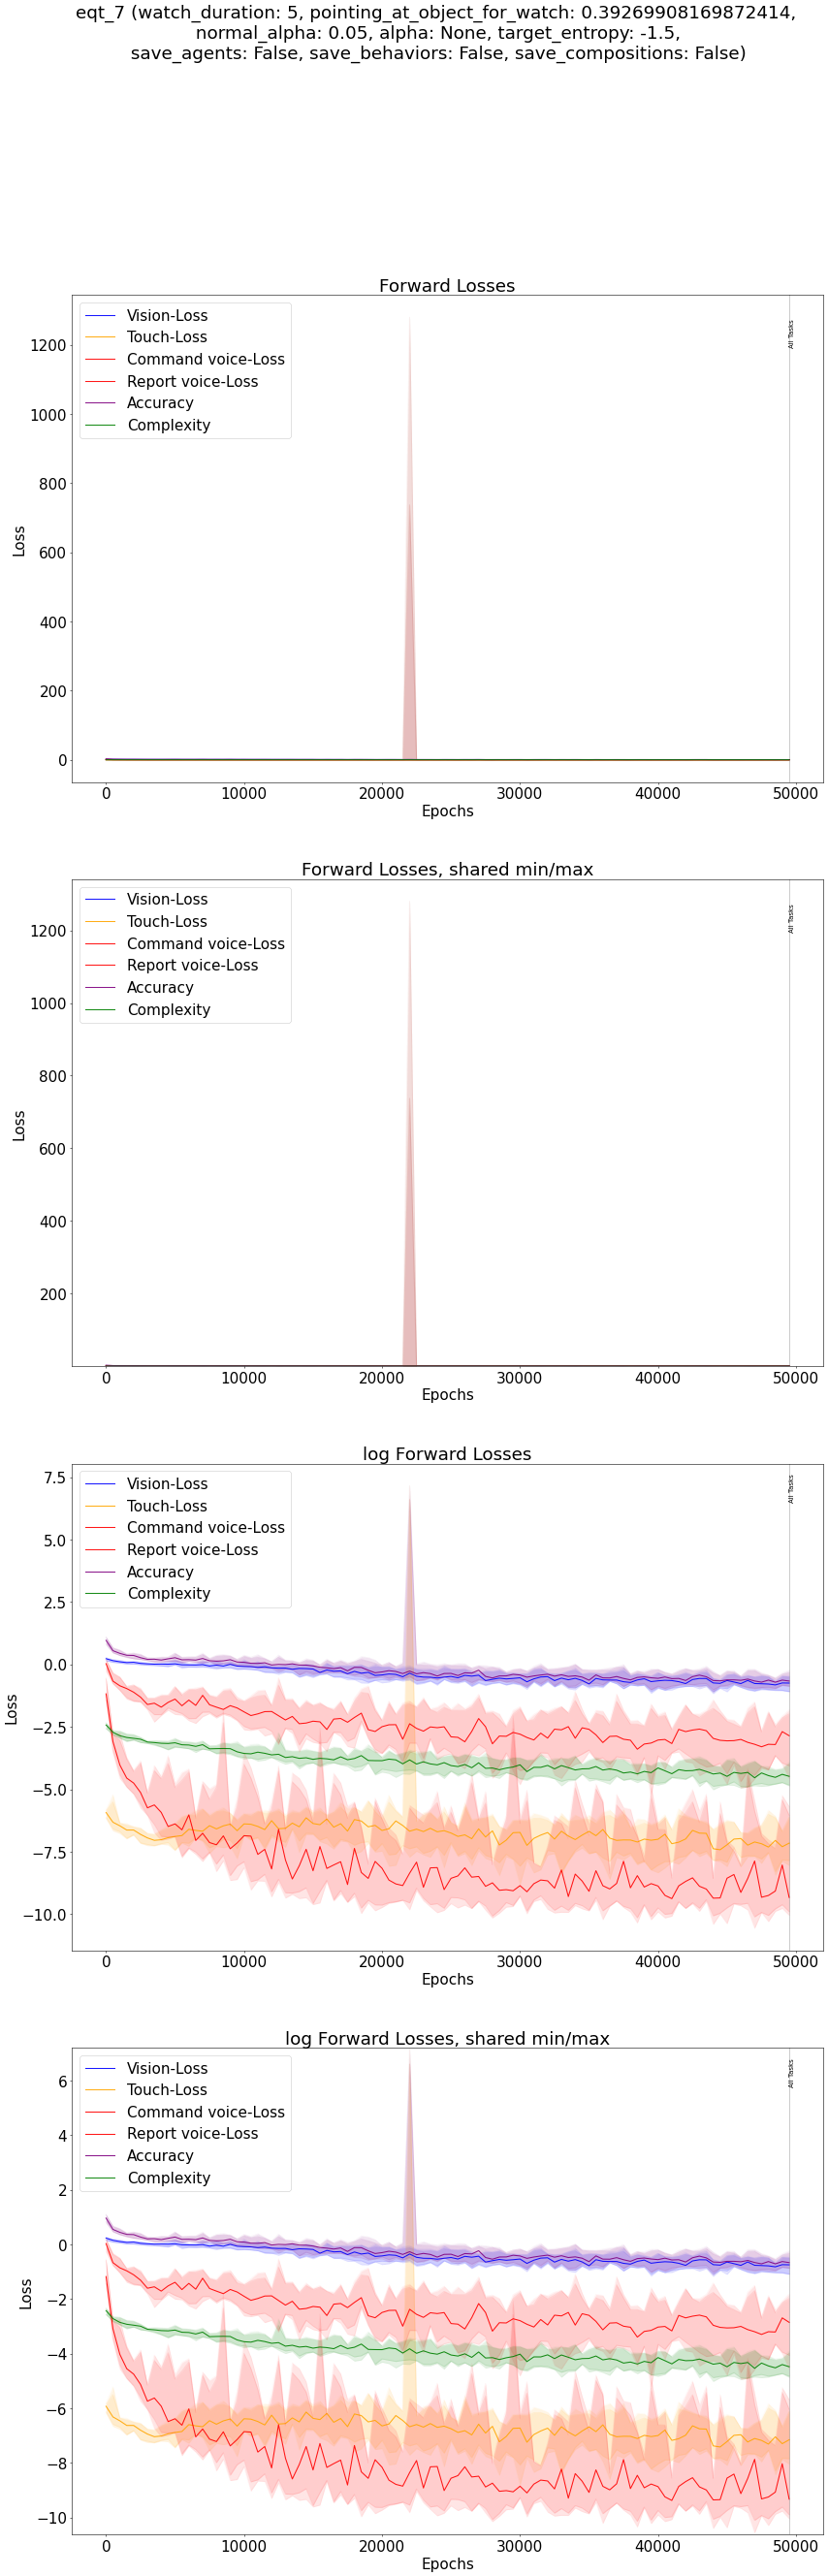 eqt_7 (watch_duration: 5, pointing_at_object_for_watch: 0.39269908169872414,
normal_alpha: 0.05, alpha: None, target_entropy: -1.5,
save_agents: False, save_behaviors: False, save_compositions: False)
Forward Losses
Vision-Loss
Touch-Loss
Command voice-Loss
Report voice-Loss
Accuracy
Complexity
All Tasks
1200
1000
800
600
400
200
0
Loss
0 10000 20000 30000 40000 50000
Epochs
Forward Losses, shared min/max
Vision-Loss
Touch-Loss
Command voice-Loss
Report voice-Loss
Accuracy
Complexity
All Tasks
1200
1000
800
600
400
200
Loss
0 10000 20000 30000 40000 50000
Epochs
log Forward Losses
Vision-Loss
Touch-Loss
Command voice-Loss
Report voice-Loss
Accuracy
Complexity
All Tasks
7.5
5.0
2.5
0.0
−2.5
−5.0
−7.5
−10.0
Loss
0 10000 20000 30000 40000 50000
Epochs
log Forward Losses, shared min/max
Vision-Loss
Touch-Loss
Command voice-Loss
Report voice-Loss
Accuracy
Complexity
All Tasks
6
4
2
0
−2
−4
−6
−8
−10
Loss
0 10000 20000 30000 40000 50000
Epochs